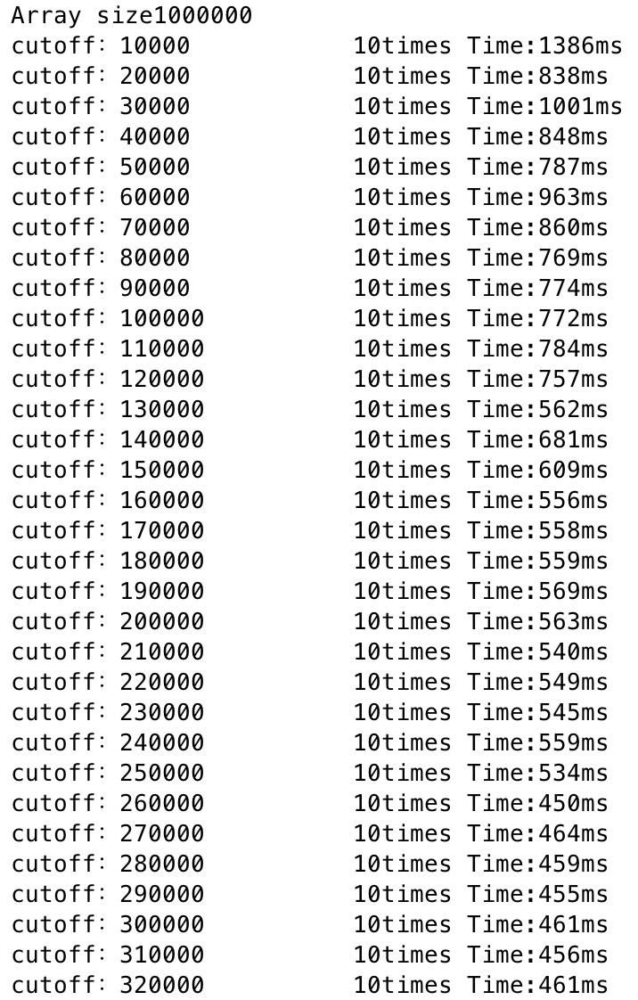 Array size1000000
cutoff: 10000 10times Time:1386ms
cutoff: 20000 10times Time:838ms
cutoff: 30000 10times Time:1001ms
cutoff: 40000 10times Time:848ms
cutoff: 50000 10times Time:787ms
cutoff: 60000 10times Time:963ms
cutoff: 70000 10times Time:860ms
cutoff: 80000 10times Time:769ms
cutoff: 90000 10times Time:774ms
cutoff: 100000 10times Time:772ms
cutoff: 110000 10times Time:784ms
cutoff: 120000 10times Time:757ms
cutoff: 130000 10times Time:562ms
cutoff: 140000 10times Time:681ms
cutoff: 150000 10times Time:609ms
cutoff: 160000 10times Time:556ms
cutoff: 170000 10times Time:558ms
cutoff: 180000 10times Time:559ms
cutoff: 190000 10times Time:569ms
cutoff: 200000 10times Time:563ms
cutoff: 210000 10times Time:540ms
cutoff: 220000 10times Time:549ms
cutoff: 230000 10times Time:545ms
cutoff: 240000 10times Time:559ms
cutoff: 250000 10times Time:534ms
cutoff: 260000 10times Time:450ms
cutoff: 270000 10times Time:464ms
cutoff: 280000 10times Time:459ms
cutoff: 290000 10times Time:455ms
cutoff: 300000 10times Time:461ms
cutoff: 310000 10times Time:456ms
cutoff: 320000 10times Time:461ms